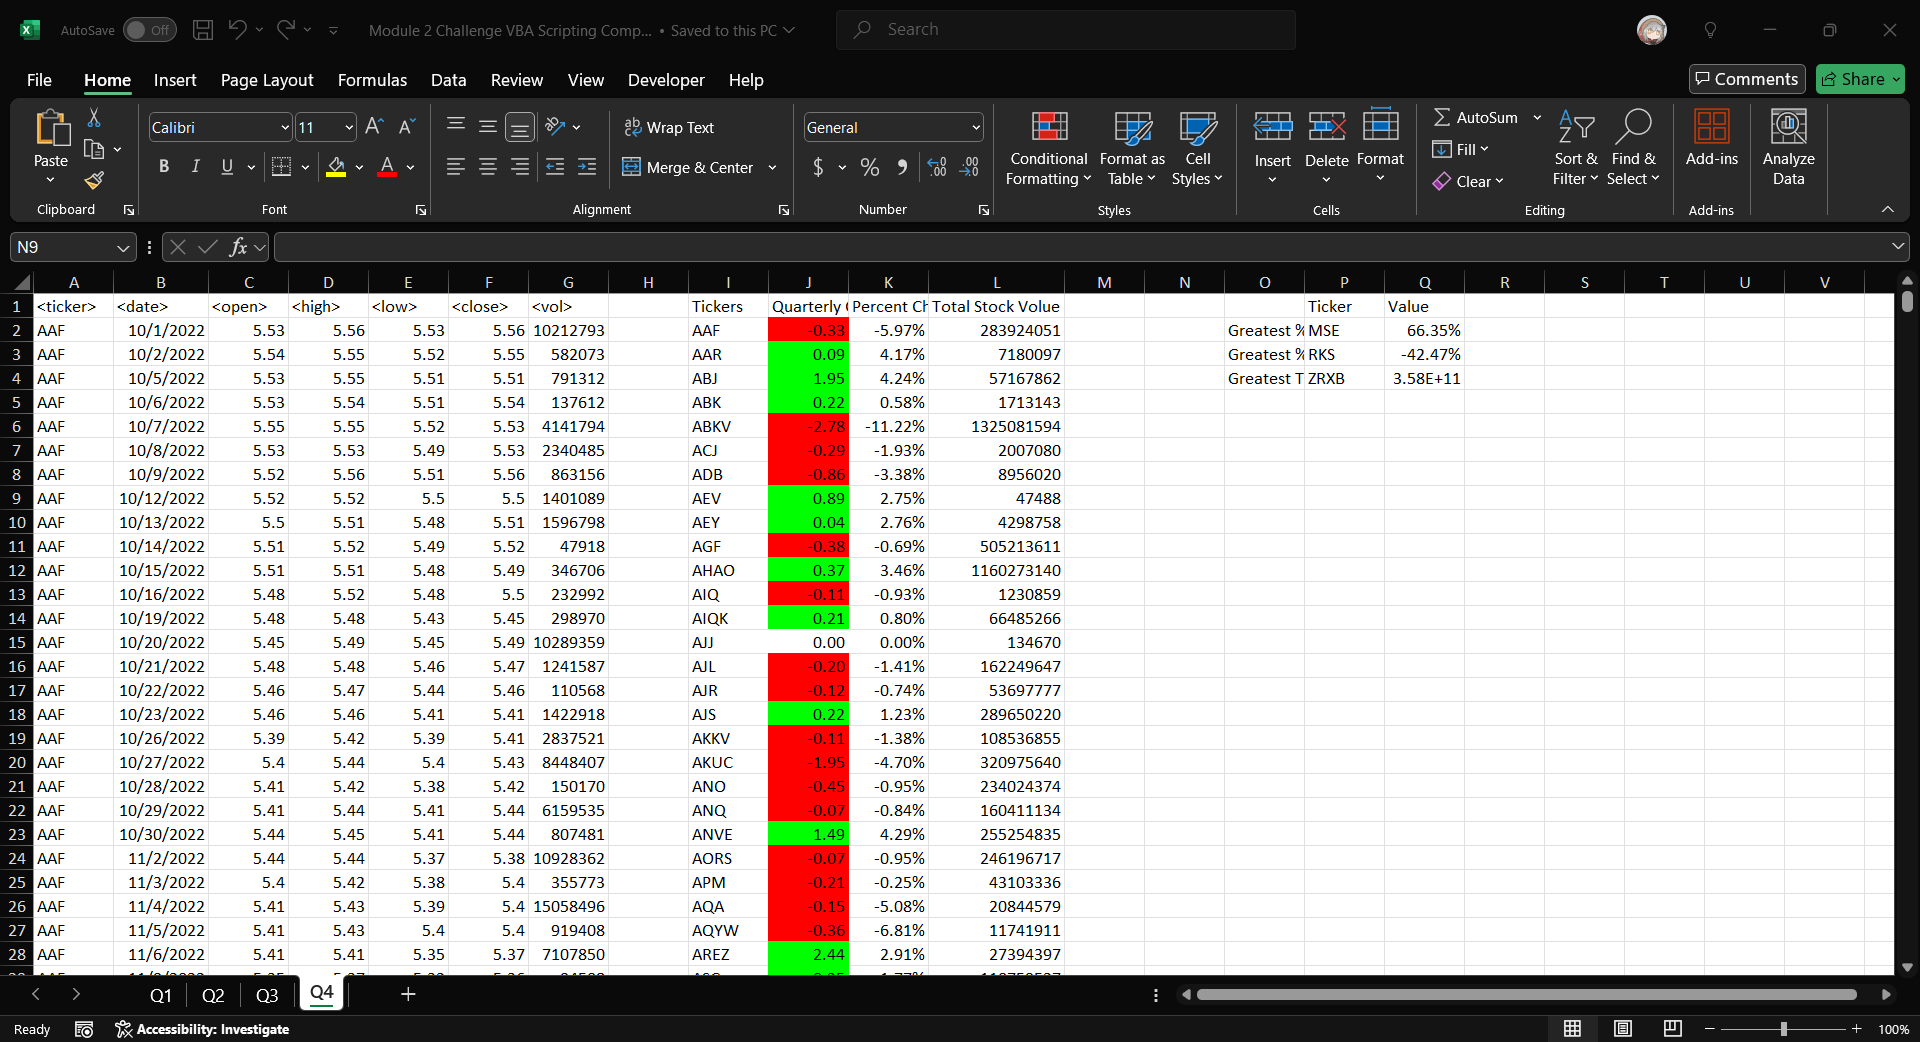 AutoSave Off Module 2 Challenge VBA Scripting Comp... • Saved to this PC Search
File Home Insert Page Layout Formulas Data Review View Developer Help Comments Share
Paste Calibri 11 Wrap Text General Conditional Formatting Format as Table Cell Styles Insert Delete Format AutoSum Fill Clear Sort & Filter Find & Select Add-ins Analyze Data
B I U A Merge & Center $ %
Clipboard Font Alignment Number Styles Cells Editing Add-ins
N9 fx
A B C D E F G H I J K L M N O P Q R S T U V
1 <ticker> <date> <open> <high> <low> <close> <vol> Tickers Quarterly Percent Ch Total Stock Volue Ticker Value
2 AAF 10/1/2022 5.53 5.56 5.53 5.56 10212793 AAF -0.33 -5.97% 283924051 Greatest % MSE 66.35%
3 AAF 10/2/2022 5.54 5.55 5.52 5.55 582073 AAR 0.09 4.17% 7180097 Greatest % RKS -42.47%
4 AAF 10/5/2022 5.53 5.55 5.51 5.51 791312 ABJ 1.95 4.24% 57167862 Greatest T ZRXB 3.58E+11
5 AAF 10/6/2022 5.53 5.54 5.51 5.54 137612 ABK 0.22 0.58% 1713143
6 AAF 10/7/2022 5.55 5.55 5.52 5.53 4141794 ABKV -2.78 -11.22% 1325081594
7 AAF 10/8/2022 5.53 5.53 5.49 5.53 2340485 ACJ -0.29 -1.93% 2007080
8 AAF 10/9/2022 5.52 5.56 5.51 5.56 863156 ADB -0.86 -3.38% 8956020
9 AAF 10/12/2022 5.52 5.52 5.5 5.5 1401089 AEV 0.89 2.75% 47488
10 AAF 10/13/2022 5.5 5.51 5.48 5.51 1596798 AEY 0.04 2.76% 4298758
11 AAF 10/14/2022 5.51 5.52 5.49 5.52 47918 AGF -0.38 -0.69% 505213611
12 AAF 10/15/2022 5.51 5.51 5.48 5.49 346706 AHAO 0.37 3.46% 1160273140
13 AAF 10/16/2022 5.48 5.52 5.48 5.5 232992 AIQ -0.11 -0.93% 1230859
14 AAF 10/19/2022 5.48 5.48 5.43 5.45 298970 AIQK 0.21 0.80% 66485266
15 AAF 10/20/2022 5.45 5.49 5.45 5.49 10289359 AJJ 0.00 0.00% 134670
16 AAF 10/21/2022 5.48 5.48 5.46 5.47 1241587 AJL -0.20 -1.41% 162249647
17 AAF 10/22/2022 5.46 5.47 5.44 5.46 110568 AJR -0.12 -0.74% 53697777
18 AAF 10/23/2022 5.46 5.46 5.41 5.41 1422918 AJS 0.22 1.23% 289650220
19 AAF 10/26/2022 5.39 5.42 5.39 5.41 2837521 AKKV -0.11 -1.38% 108536855
20 AAF 10/27/2022 5.4 5.44 5.4 5.43 8448407 AKUC -1.95 -4.70% 320975640
21 AAF 10/28/2022 5.41 5.42 5.38 5.42 150170 ANO -0.45 -0.95% 234024374
22 AAF 10/29/2022 5.41 5.44 5.41 5.44 6159535 ANQ -0.07 -0.84% 160411134
23 AAF 10/30/2022 5.44 5.45 5.41 5.44 807481 ANVE 1.49 4.29% 255254835
24 AAF 11/2/2022 5.44 5.44 5.37 5.38 10928362 AORS -0.07 -0.95% 246196717
25 AAF 11/3/2022 5.4 5.42 5.38 5.4 355773 APM -0.21 -0.25% 43103336
26 AAF 11/4/2022 5.41 5.43 5.39 5.4 15058496 AQA -0.15 -5.08% 20844579
27 AAF 11/5/2022 5.41 5.43 5.4 5.4 919408 AQYW -0.36 -6.81% 11741911
28 AAF 11/6/2022 5.41 5.41 5.35 5.37 7107850 AREZ 2.44 2.91% 27394397
Q1 Q2 Q3 Q4
Ready Accessibility: Investigate 100%